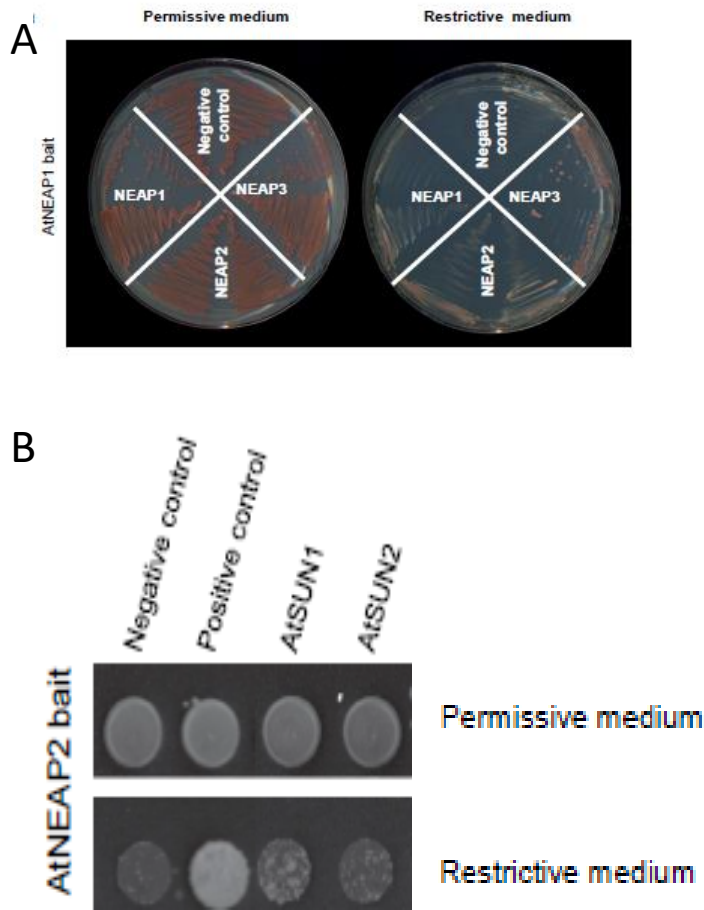 Permissive medium
Restrictive medium
A
AtNEAP1 bait
Negative
control
NEAP1
NEAP3
NEAP2
Negative
control
NEAP1
NEAP3
NEAP2
B
Negative control
Positive control
AtSUN1
AtSUN2
AtNEAP2 bait
Permissive medium
Restrictive medium